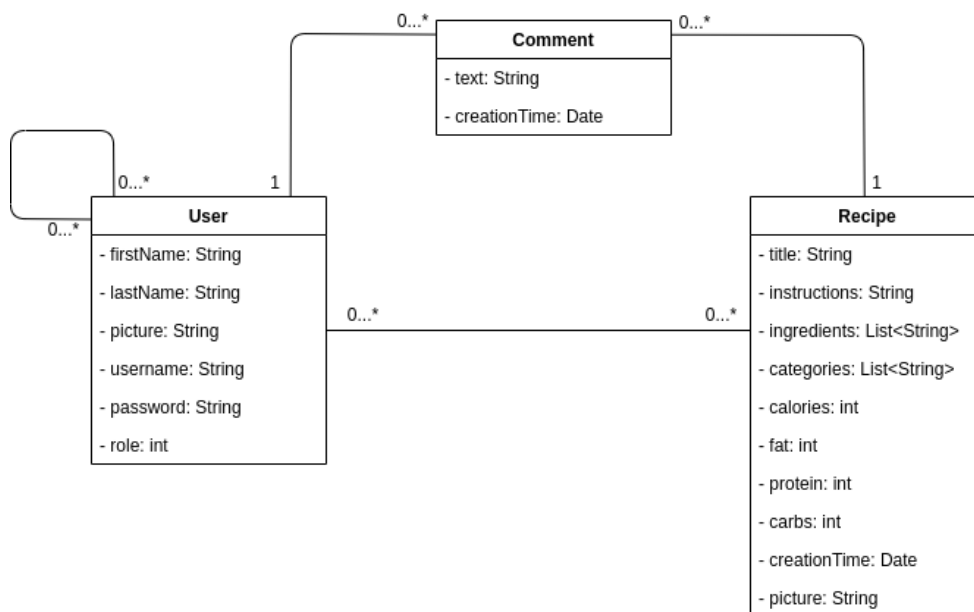 0...*
0...*
Comment
- text: String
- creationTime: Date
0...*
1
1
0...*
User
- firstName: String
- lastName: String
- picture: String
- username: String
- password: String
- role: int
0...*
0...*
Recipe
- title: String
- instructions: String
- ingredients: List<String>
- categories: List<String>
- calories: int
- fat: int
- protein: int
- carbs: int
- creationTime: Date
- picture: String